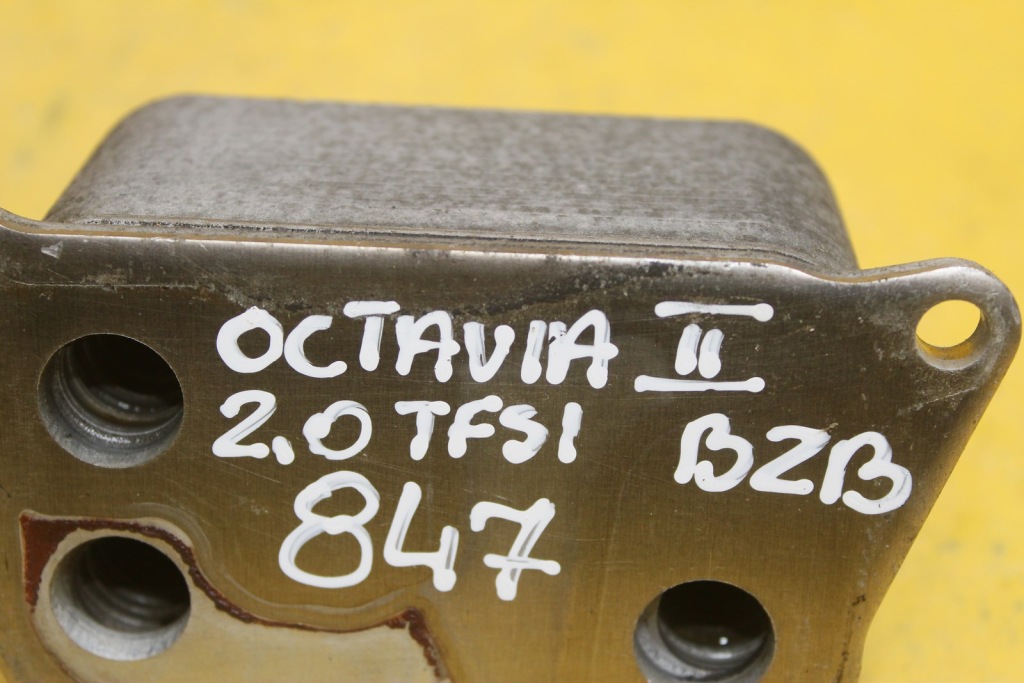 OCTAVIA II
2,0 TFSI BZB
847